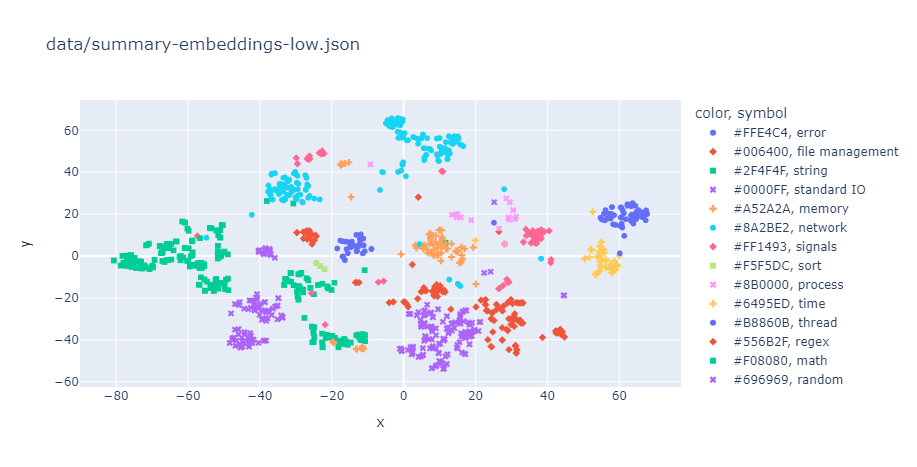 data/summary-embeddings-low.json
color, symbol
#FFE4C4, error
#006400, file management
#2F4F4F, string
#0000FF, standard IO
#A52A2A, memory
#8A2BE2, network
#FF1493, signals
#F5F5DC, sort
#8B0000, process
#6495ED, time
#B8860B, thread
#556B2F, regex
#F08080, math
#696969, random
60
40
20
0
−20
−40
−60
y
−80 −60 −40 −20 0 20 40 60
x